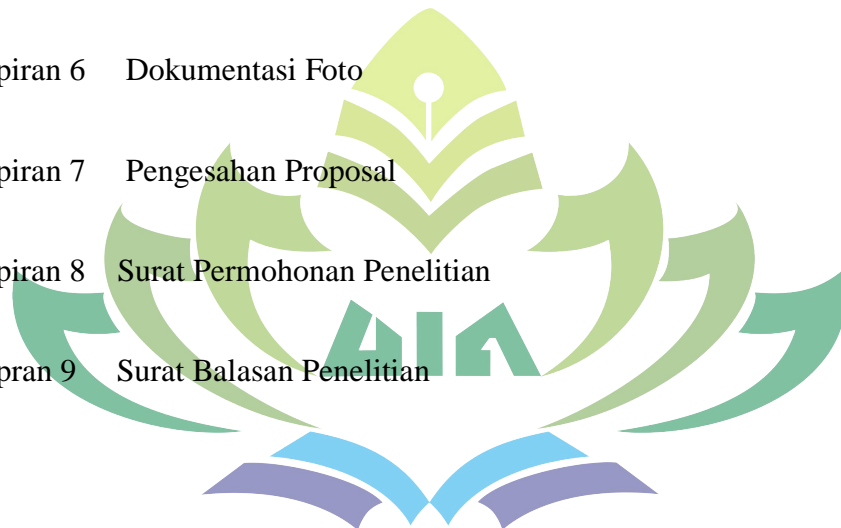 piran 6 Dokumentasi Foto
piran 7 Pengesahan Proposal
piran 8 Surat Permohonan Penelitian
pran 9 Surat Balasan Penelitian